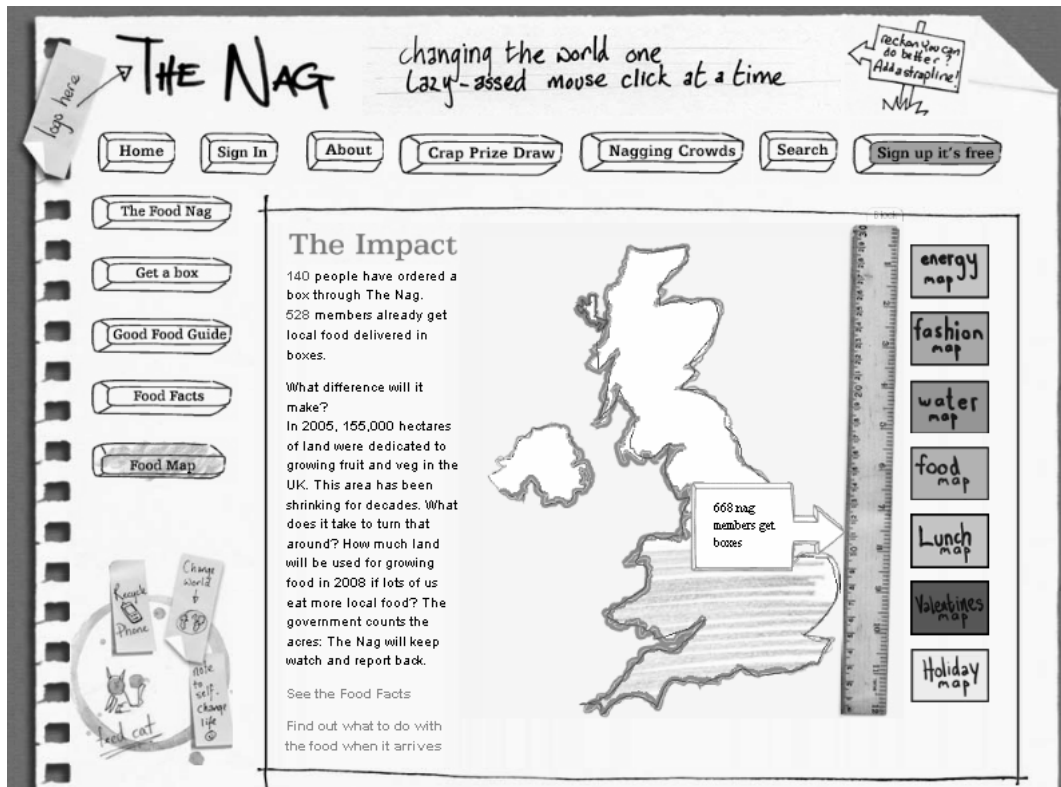 logo here
THE NAG
changing the world one
lazy-assed mouse click at a time
reckon you can
do better?
Add a strapline!
Home
Sign In
About
Crap Prize Draw
Nagging Crowds
Search
Sign up it's free
The Food Nag
Get a box
Good Food Guide
Food Facts
Food Map
The Impact
140 people have ordered a
box through The Nag.
528 members already get
local food delivered in
boxes.
What difference will it
make?
In 2005, 155,000 hectares
of land were dedicated to
growing fruit and veg in the
UK. This area has been
shrinking for decades. What
does it take to turn that
around? How much land
will be used for growing
food in 2008 if lots of us
eat more local food? The
government counts the
acres: The Nag will keep
watch and report back.
See the Food Facts
Find out what to do with
the food when it arrives
668 nag
members get
boxes
energy
map
fashion
map
water
map
food
map
Lunch
map
Valentines
map
Holiday
map
Recycle
Phone
Change
world
note
to
self.
change
life
feed cat